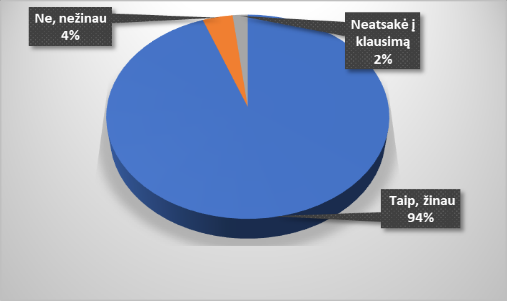 Ne, nežinau
4%
Neatsakė į
klausimą
2%
Taip, žinau
94%